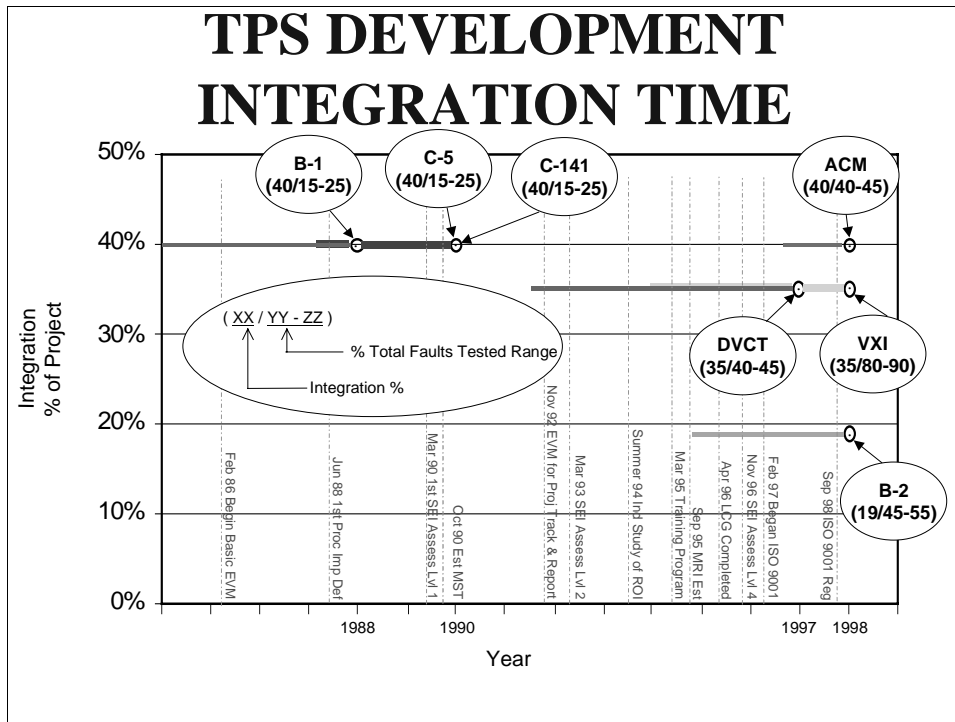 TPS DEVELOPMENT
INTEGRATION TIME
50%
40%
30%
20%
10%
0%
Integration
% of Project
B-1
(40/15-25)
C-5
(40/15-25)
C-141
(40/15-25)
ACM
(40/40-45)
( XX / YY - ZZ )
% Total Faults Tested Range
Integration %
DVCT
(35/40-45)
VXI
(35/80-90)
B-2
(19/45-55)
Feb 86 Begin Basic EVM
Jun 88 1st Proc Imp Def
Mar 90 1st SEI Assess Lvl 1
Oct 90 Est MST
Nov 92 EVM for Proj Track & Report
Mar 93 SEI Assess Lvl 2
Summer 94 Ind Study of ROI
Mar 95 Training Program
Sep 95 MRI Est
Apr 96 LCG Completed
Nov 96 SEI Assess Lvl 4
Feb 97 Began ISO 9001
Sep 98 ISO 9001 Reg
1988
1990
1997
1998
Year